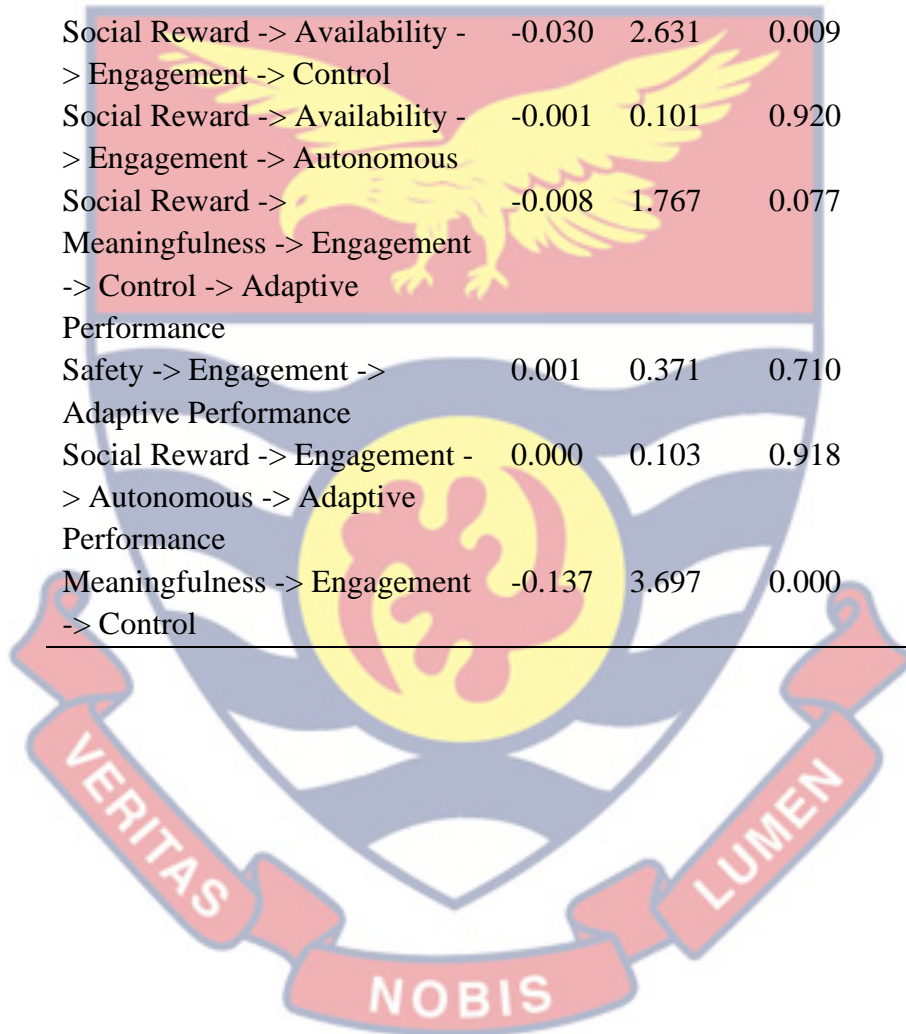 Social Reward -> Availability - -0.030 2.631 0.009
> Engagement -> Control
Social Reward -> Availability - -0.001 0.101 0.920
> Engagement -> Autonomous
Social Reward -> -0.008 1.767 0.077
Meaningfulness -> Engagement
-> Control -> Adaptive
Performance
Safety -> Engagement -> 0.001 0.371 0.710
Adaptive Performance
Social Reward -> Engagement - 0.000 0.103 0.918
> Autonomous -> Adaptive
Performance
Meaningfulness -> Engagement -0.137 3.697 0.000
-> Control
VERITAS
NOBIS
LUMEN